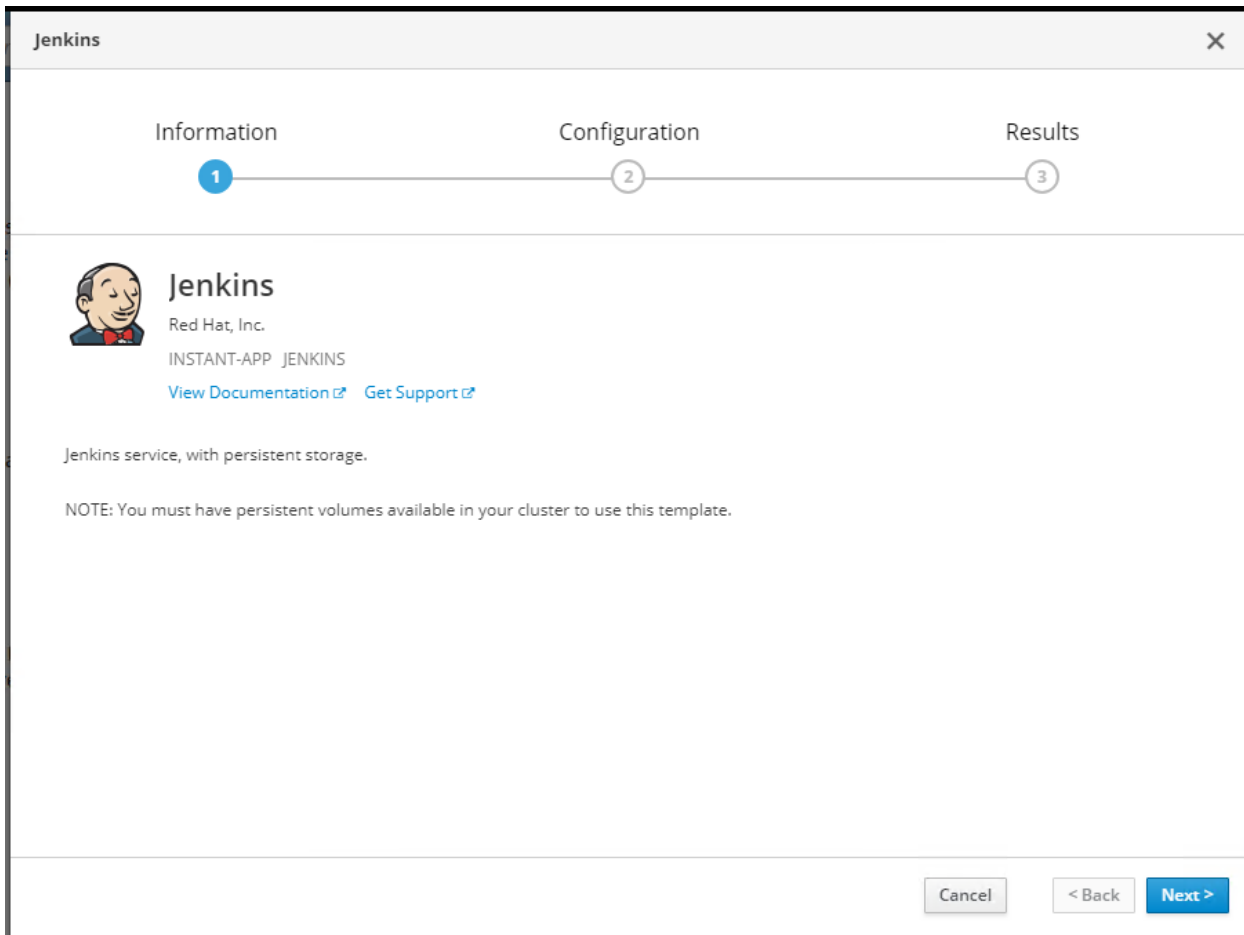 Jenkins
Information
Configuration
Results
1
2
3
Jenkins
Red Hat, Inc.
INSTANT-APP JENKINS
View Documentation Get Support
Jenkins service, with persistent storage.
NOTE: You must have persistent volumes available in your cluster to use this template.
Cancel
< Back
Next >